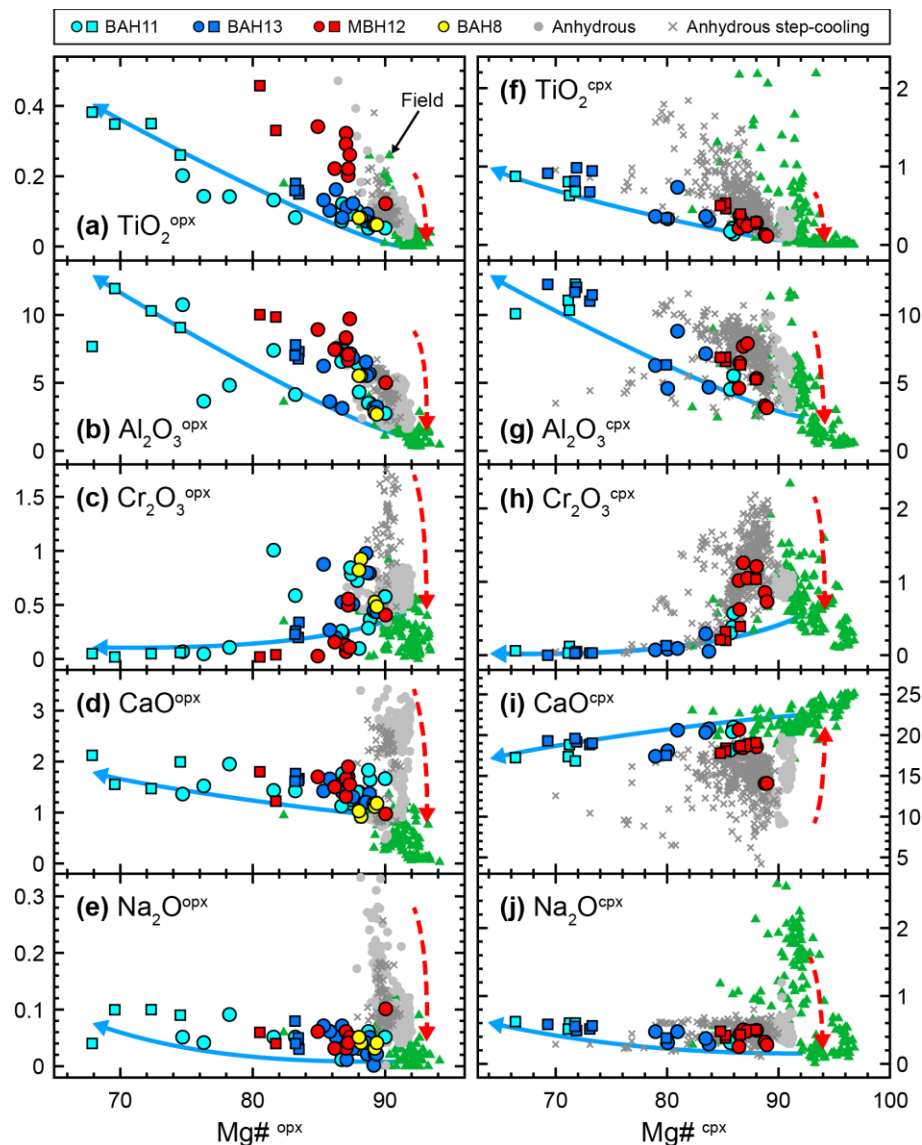 BAH11 BAH13 MBH12 BAH8 Anhydrous Anhydrous step-cooling
0.4
0.2
0
Field
(a) TiO₂ᵒᵖˣ
(f) TiO₂ᶜᵖˣ
2
1
0
10
5
0
(b) Al₂O₃ᵒᵖˣ
(g) Al₂O₃ᶜᵖˣ
10
5
0
1.5
1
0.5
0
(c) Cr₂O₃ᵒᵖˣ
(h) Cr₂O₃ᶜᵖˣ
2
1
0
3
2
1
0
(d) CaOᵒᵖˣ
(i) CaOᶜᵖˣ
25
20
15
10
5
0.3
0.2
0.1
0
(e) Na₂Oᵒᵖˣ
(j) Na₂Oᶜᵖˣ
2
1
0
70 80 90
70 80 90 100
Mg# ᵒᵖˣ
Mg# ᶜᵖˣ